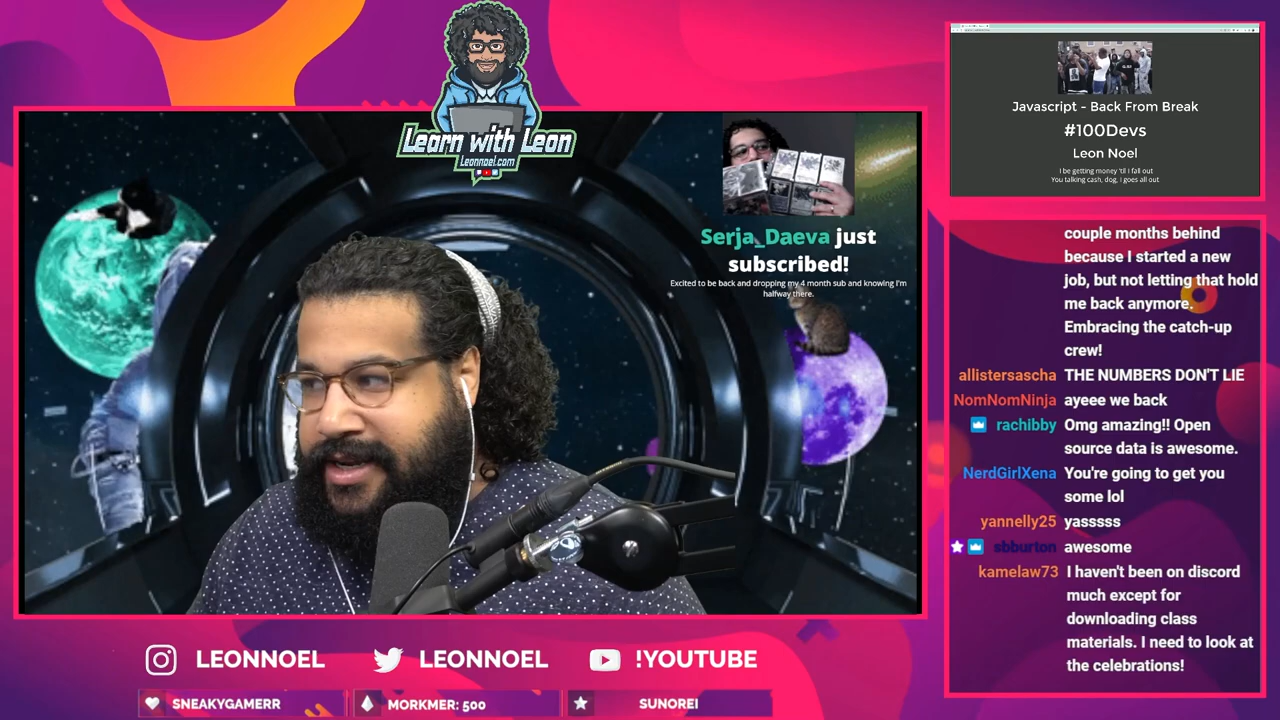 Learn with Leon
Leonnoel.com
Serja_Daeva just
subscribed!
Excited to be back and dropping my 4 month sub and knowing I'm
halfway there.
Javascript - Back From Break
#100Devs
Leon Noel
I be getting money 'til I fall out
You talking cash, dog, I goes all out
couple months behind
because I started a new
job, but not letting that hold
me back anymore.
Embracing the catch-up
crew!
allistersascha THE NUMBERS DON'T LIE
NomNomNinja ayeee we back
rachibby Omg amazing!! Open
source data is awesome.
NerdGirlXena You're going to get you
some lol
yannelly25 yasssss
sbburton awesome
kamelaw73 I haven't been on discord
much except for
downloading class
materials. I need to look at
the celebrations!
LEONNOEL LEONNOEL !YOUTUBE
SNEAKYGAMERR MORKMER: 500 SUNOREI